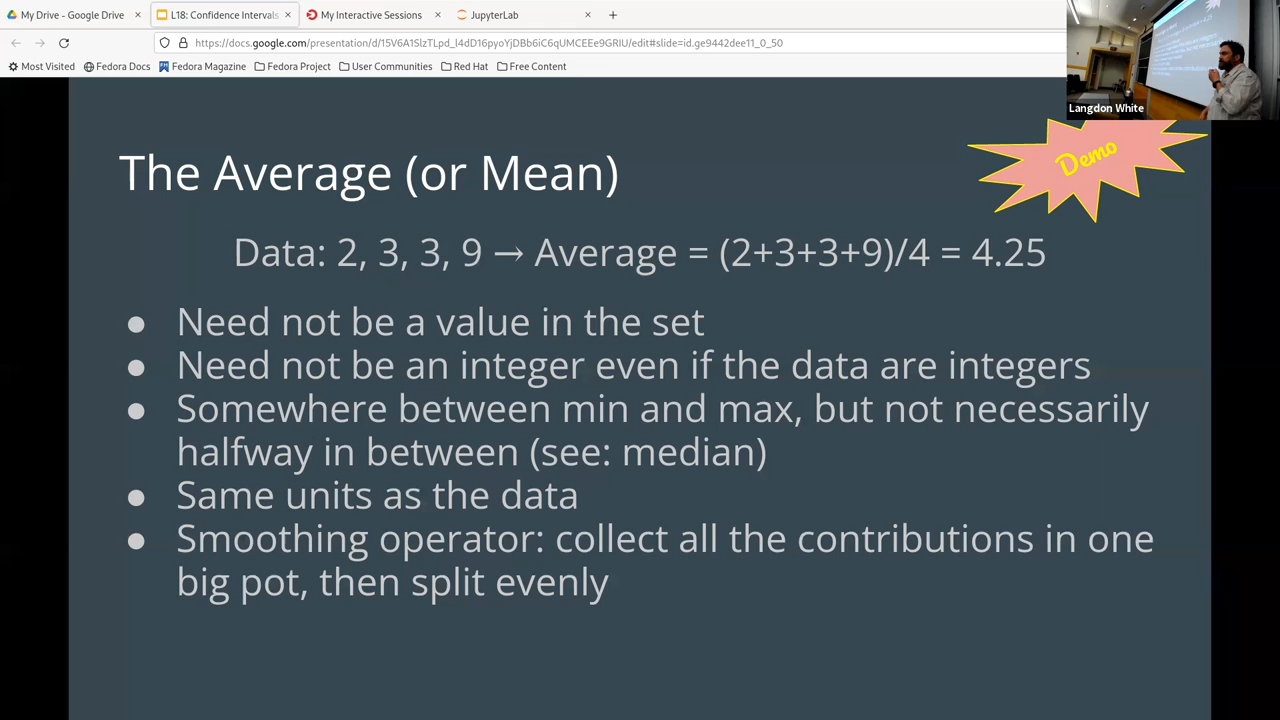 My Drive - Google Drive
L18: Confidence Intervals
My Interactive Sessions
JupyterLab
https://docs.google.com/presentation/d/15V6A1SlzTLpd_l4dD16pyoYjDBb6iC6qUMCEEe9GRIU/edit#slide=id.ge9442dee11_0_50
Most Visited Fedora Docs Fedora Magazine Fedora Project User Communities Red Hat Free Content
Langdon White
Demo
The Average (or Mean)
Data: 2, 3, 3, 9 → Average = (2+3+3+9)/4 = 4.25
● Need not be a value in the set
● Need not be an integer even if the data are integers
● Somewhere between min and max, but not necessarily
halfway in between (see: median)
● Same units as the data
● Smoothing operator: collect all the contributions in one
big pot, then split evenly